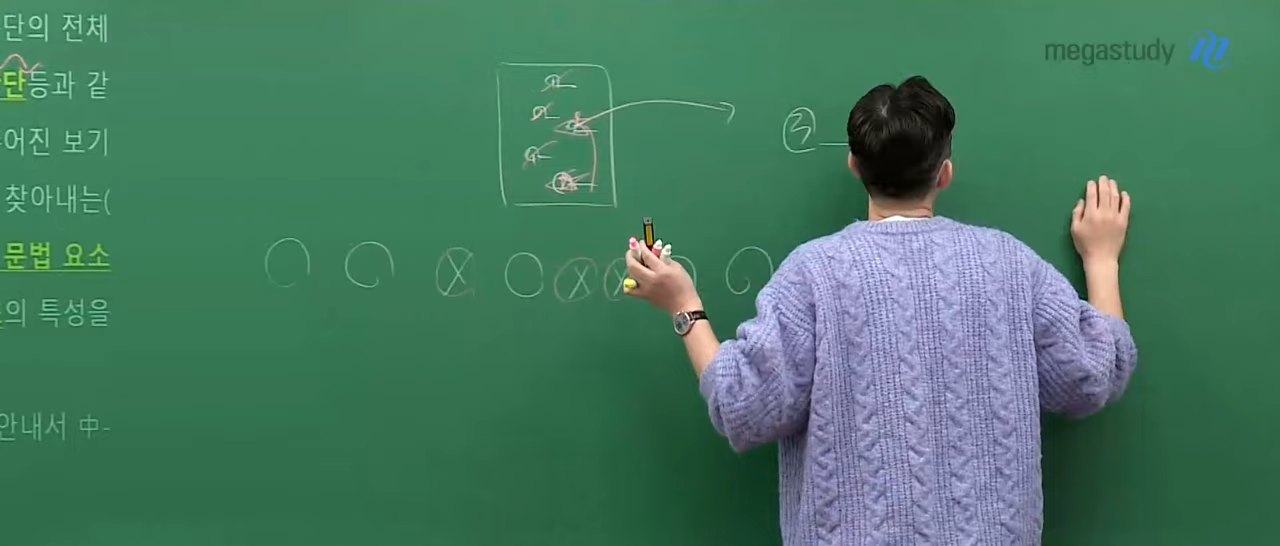 단의 전체
단등과 같
어진 보기
찾아내는(
문법 요소
의 특성을
안내서 中-
megastudy
③